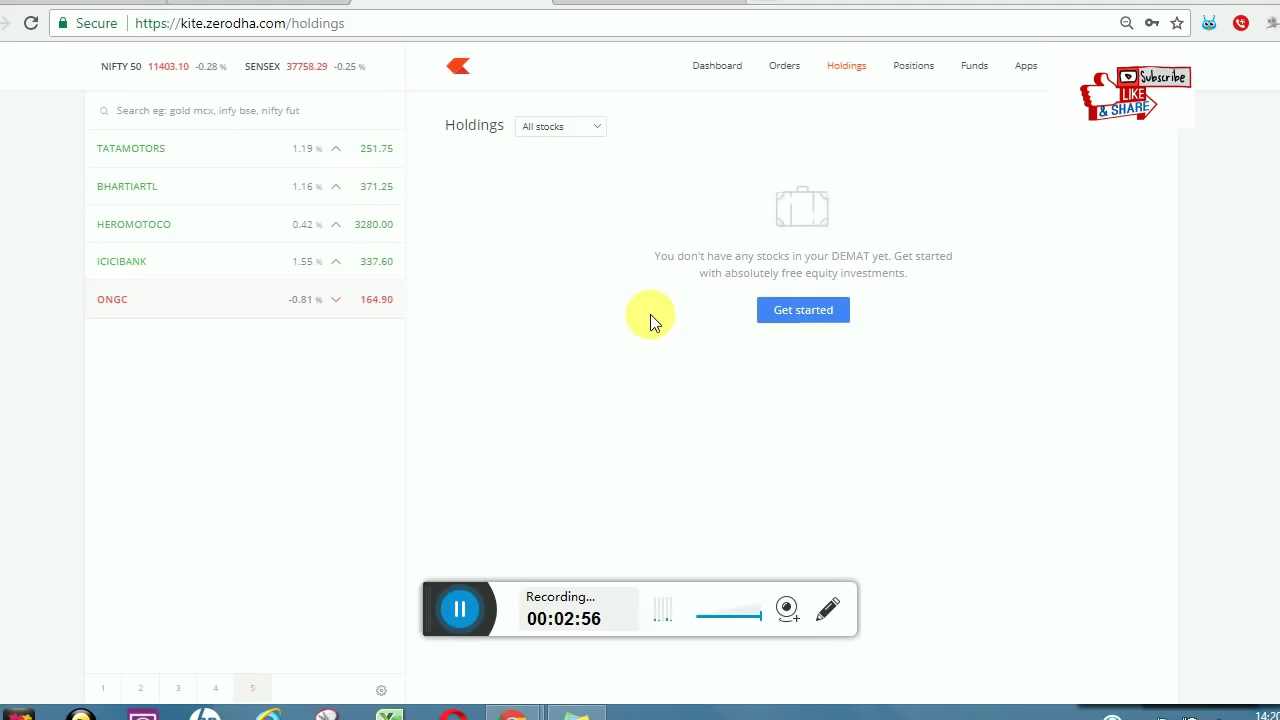 Secure https://kite.zerodha.com/holdings
NIFTY 50 11403.10 -0.28 % SENSEX 37758.29 -0.25 %
Dashboard Orders Holdings Positions Funds Apps
Subscribe
LIKE
& SHARE
Search eg: gold mcx, infy bse, nifty fut
Holdings All stocks
TATAMOTORS 1.19 % 251.75
BHARTIARTL 1.16 % 371.25
HEROMOTOCO 0.42 % 3280.00
ICICIBANK 1.55 % 337.60
ONGC -0.81 % 164.90
You don't have any stocks in your DEMAT yet. Get started
with absolutely free equity investments.
Get started
Recording...
00:02:56
1 2 3 4 5